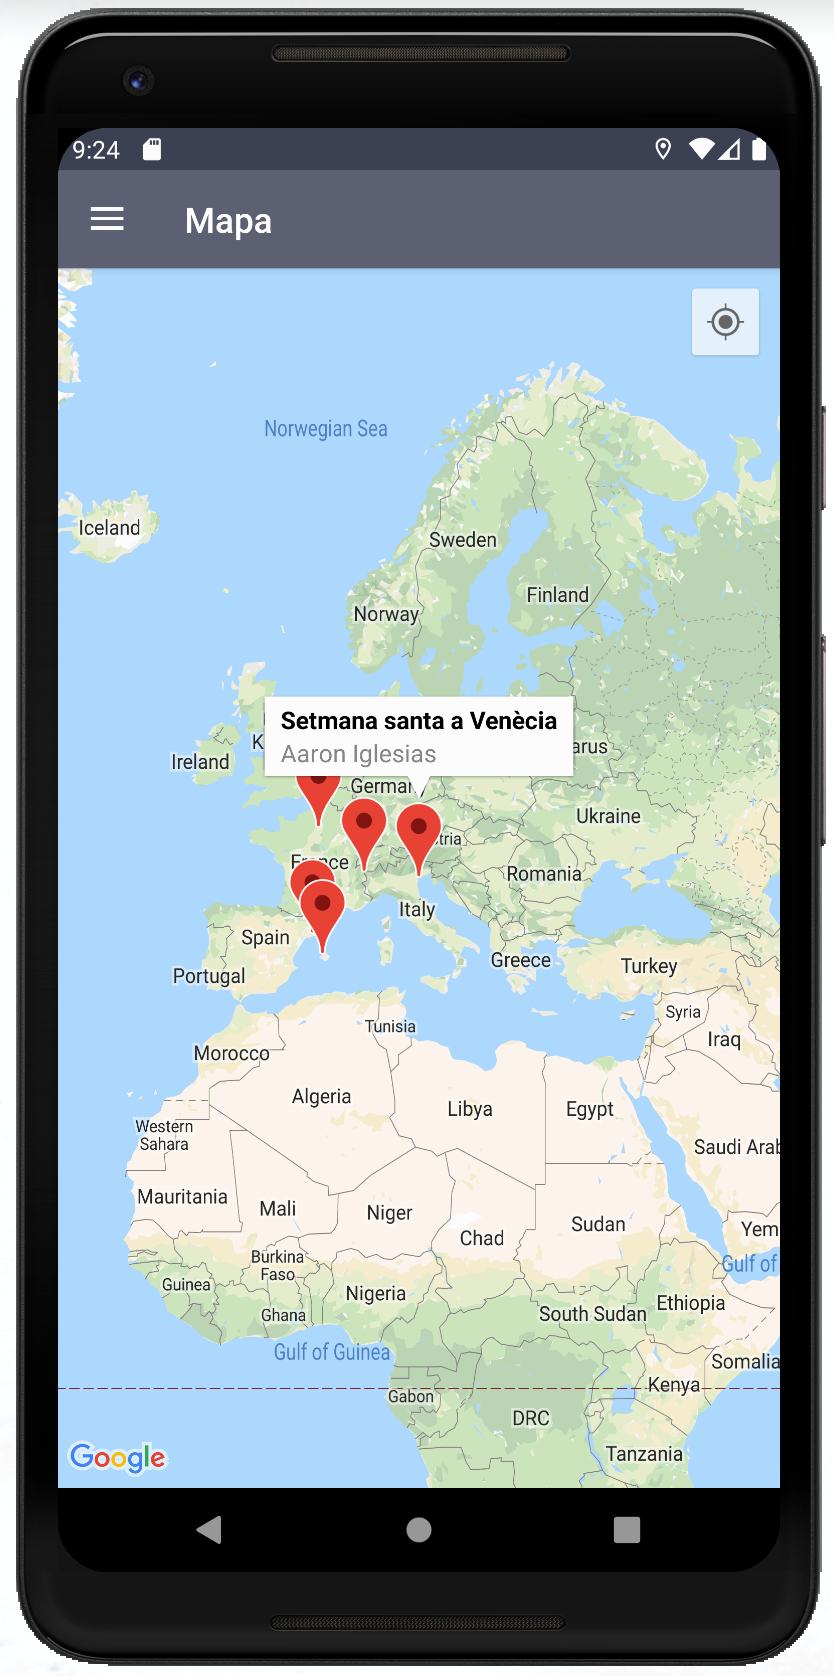 9:24
Mapa
Norwegian Sea
Iceland
Sweden
Finland
Norway
Setmana santa a Venècia
Aaron Iglesias
K
arus
Ireland
Germany
Ukraine
tria
France
Romania
Italy
Spain
Greece
Turkey
Portugal
Syria
Tunisia
Iraq
Morocco
Algeria
Libya
Egypt
Western
Sahara
Saudi Arab
Mauritania
Mali
Niger
Sudan
Chad
Yem
Burkina
Faso
Gulf of
Guinea
Nigeria
Ethiopia
Ghana
South Sudan
Gulf of Guinea
Somalia
Kenya
Gabon
DRC
Tanzania
Google